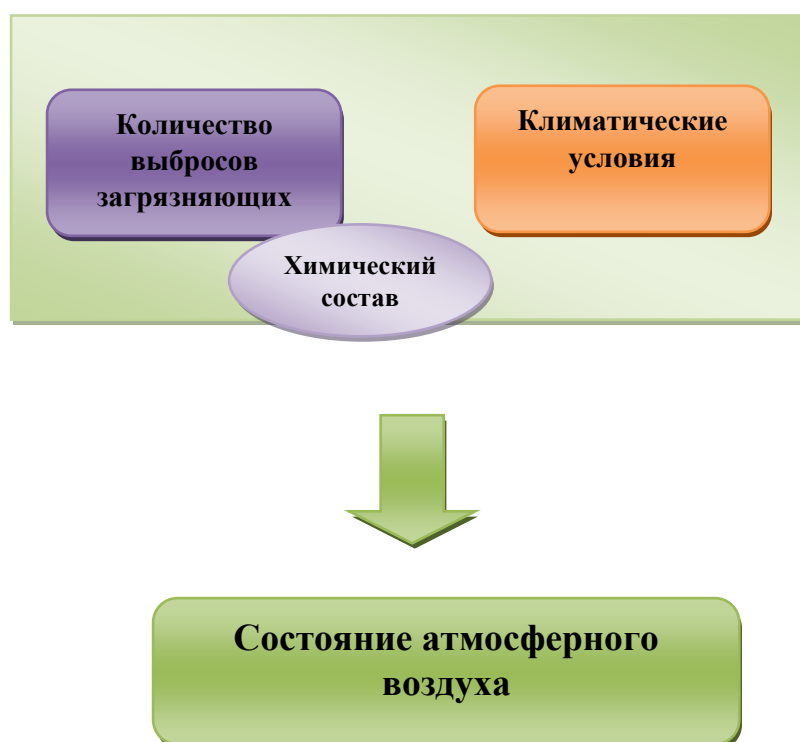 Количество
выбросов
загрязняющих
Климатические
условия
Химический
состав
Состояние атмосферного
воздуха